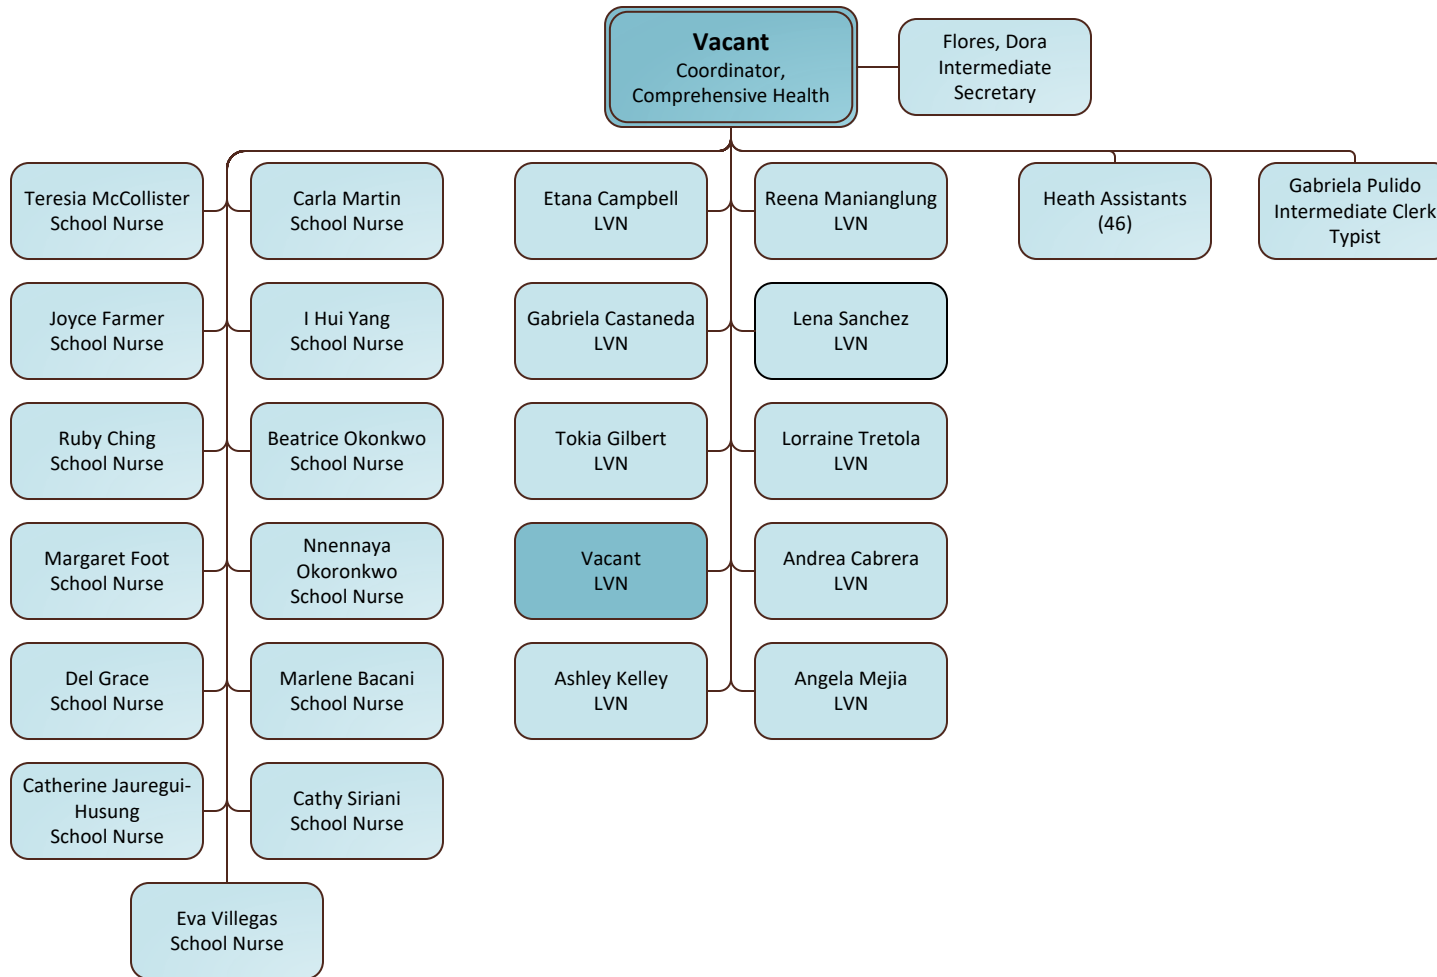 Vacant
Coordinator,
Comprehensive Health
Flores, Dora
Intermediate
Secretary
Teresia McCollister
School Nurse
Carla Martin
School Nurse
Etana Campbell
LVN
Reena Manianglung
LVN
Heath Assistants
(46)
Gabriela Pulido
Intermediate Clerk
Typist
Joyce Farmer
School Nurse
I Hui Yang
School Nurse
Gabriela Castaneda
LVN
Lena Sanchez
LVN
Ruby Ching
School Nurse
Beatrice Okonkwo
School Nurse
Tokia Gilbert
LVN
Lorraine Tretola
LVN
Margaret Foot
School Nurse
Nnennaya
Okoronkwo
School Nurse
Vacant
LVN
Andrea Cabrera
LVN
Del Grace
School Nurse
Marlene Bacani
School Nurse
Ashley Kelley
LVN
Angela Mejia
LVN
Catherine Jauregui-
Husung
School Nurse
Cathy Siriani
School Nurse
Eva Villegas
School Nurse